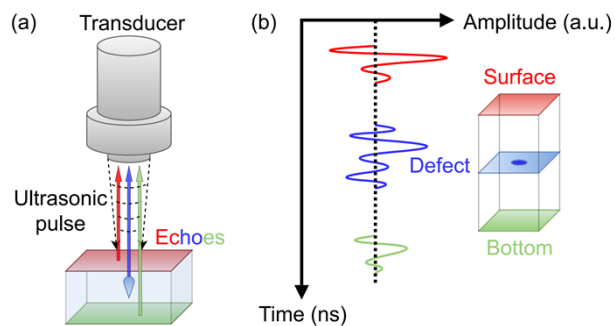 (a)
Transducer
Ultrasonic
pulse
Echoes
(b)
Amplitude (a.u.)
Surface
Defect
Bottom
Time (ns)